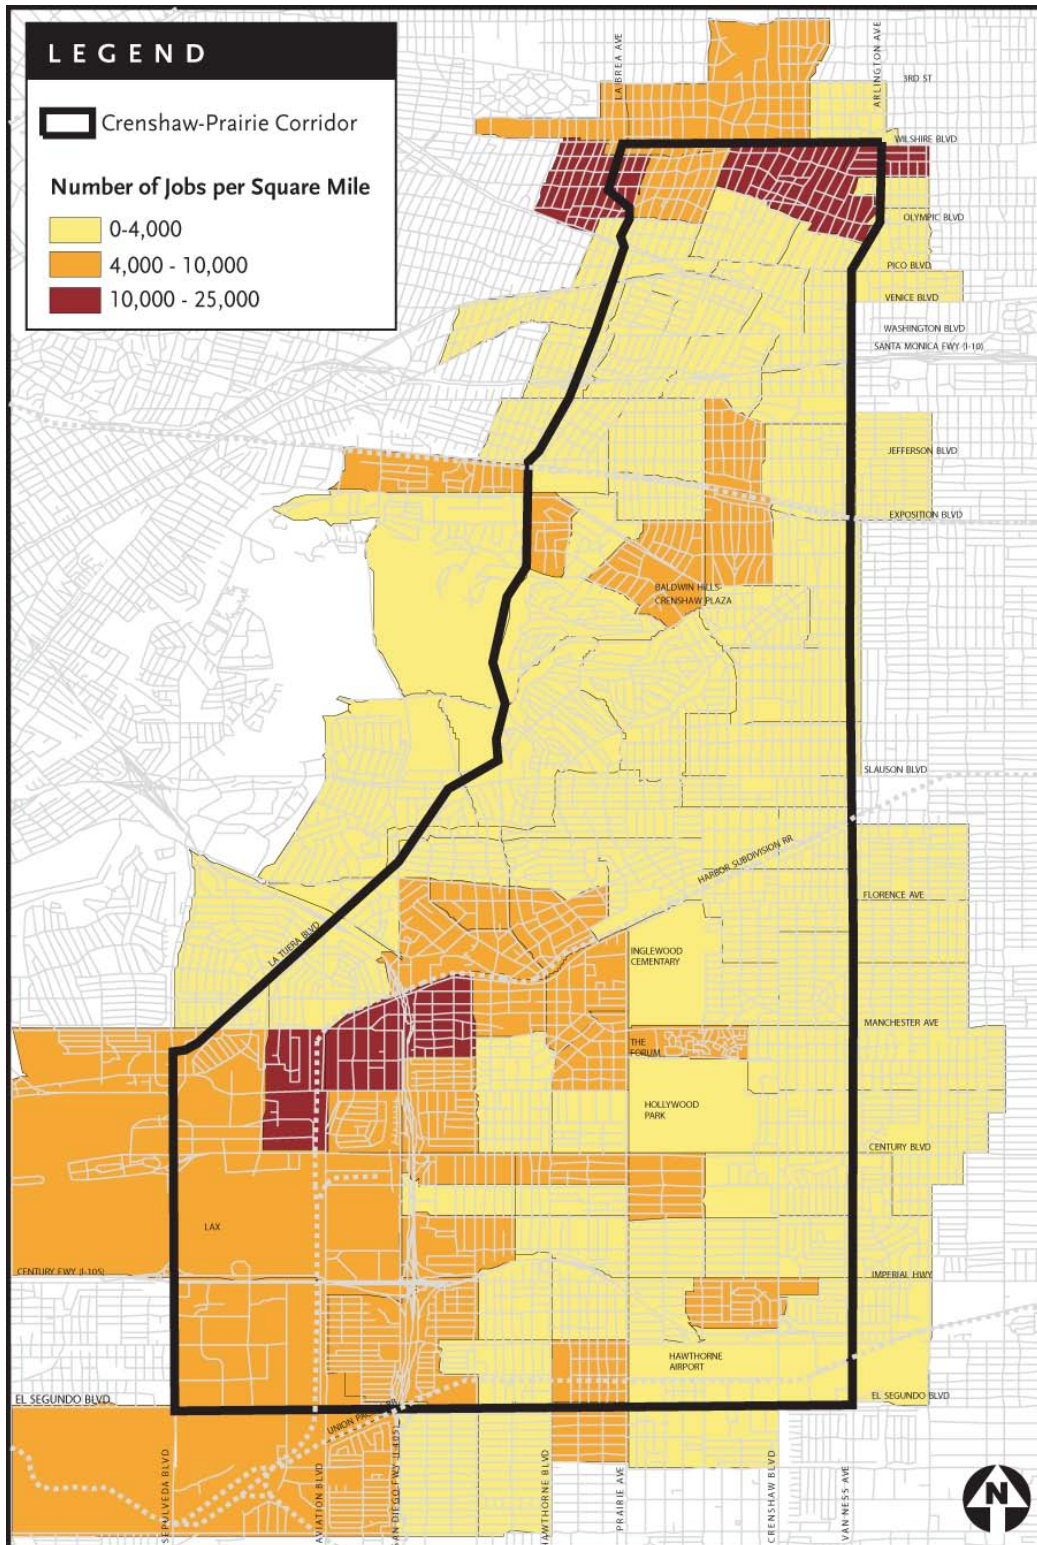 LEGEND
Crenshaw-Prairie Corridor
Number of Jobs per Square Mile
0-4,000
4,000 - 10,000
10,000 - 25,000
LA BREA AVE
ARLINGTON AVE
3RD ST
WILSHIRE BLVD
OLYMPIC BLVD
PICO BLVD
VENICE BLVD
WASHINGTON BLVD
SANTA MONICA FWY (I-10)
JEFFERSON BLVD
EXPOSITION BLVD
BALDWIN HILLS-
CRENSHAW PLAZA
SLAUSON BLVD
HARBOR SUBDIVISION RR
FLORENCE AVE
LA TIJERA BLVD
INGLEWOOD
CEMENTARY
MANCHESTER AVE
THE
FORUM
HOLLYWOOD
PARK
CENTURY BLVD
LAX
CENTURY FWY (I-105)
IMPERIAL HWY
HAWTHORNE
AIRPORT
EL SEGUNDO BLVD
EL SEGUNDO BLVD
SEPULVEDA BLVD
AVIATION BLVD
SAN DIEGO FWY (I-405)
HAWTHORNE BLVD
PRAIRIE AVE
CRENSHAW BLVD
VAN NESS AVE
N